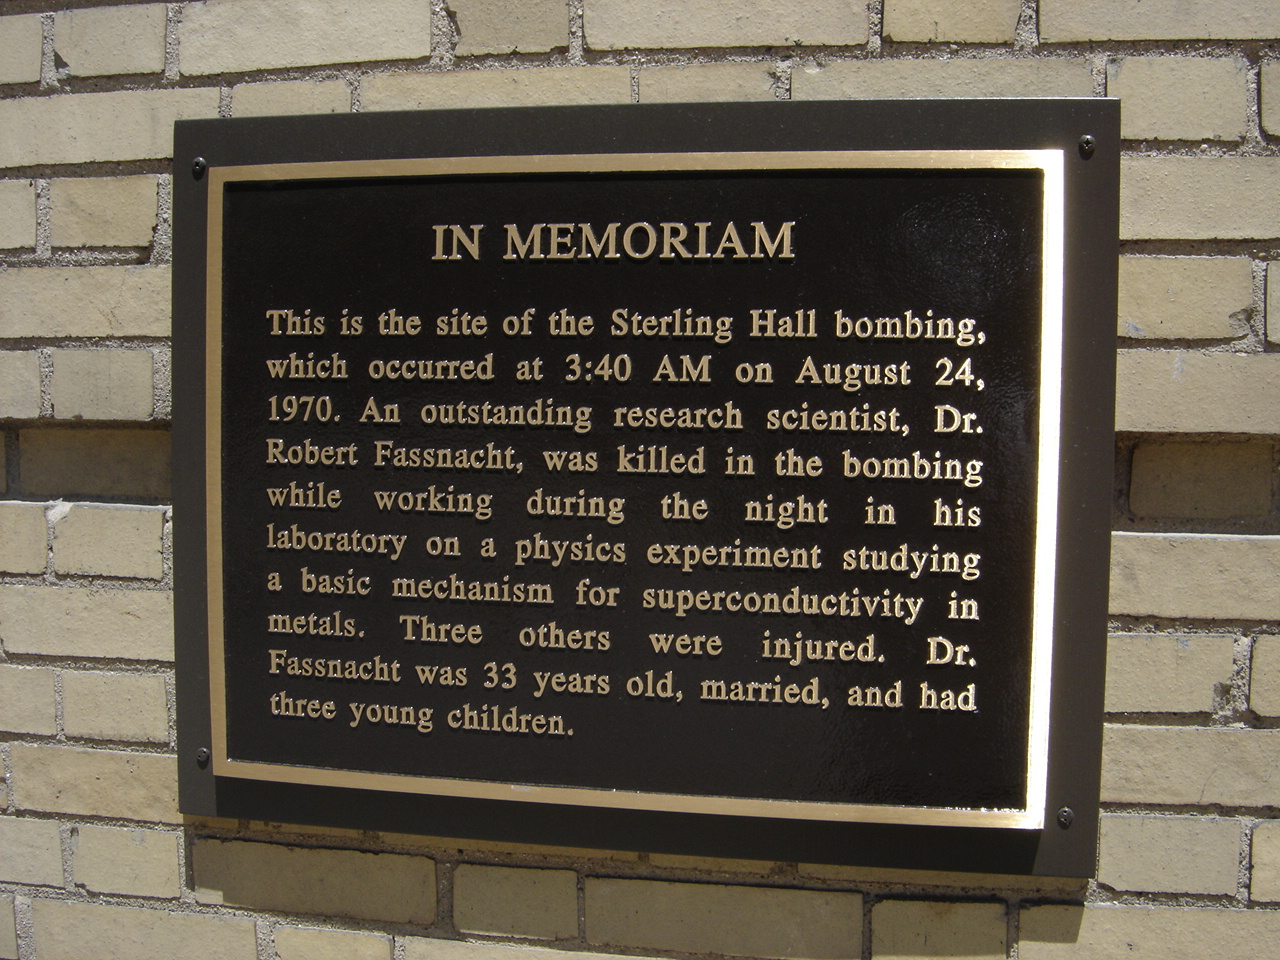 IN MEMORIAM
This is the site of the Sterling Hall bombing,
which occurred at 3:40 AM on August 24,
1970. An outstanding research scientist, Dr.
Robert Fassnacht, was killed in the bombing
while working during the night in his
laboratory on a physics experiment studying
a basic mechanism for superconductivity in
metals. Three others were injured. Dr.
Fassnacht was 33 years old, married, and had
three young children.